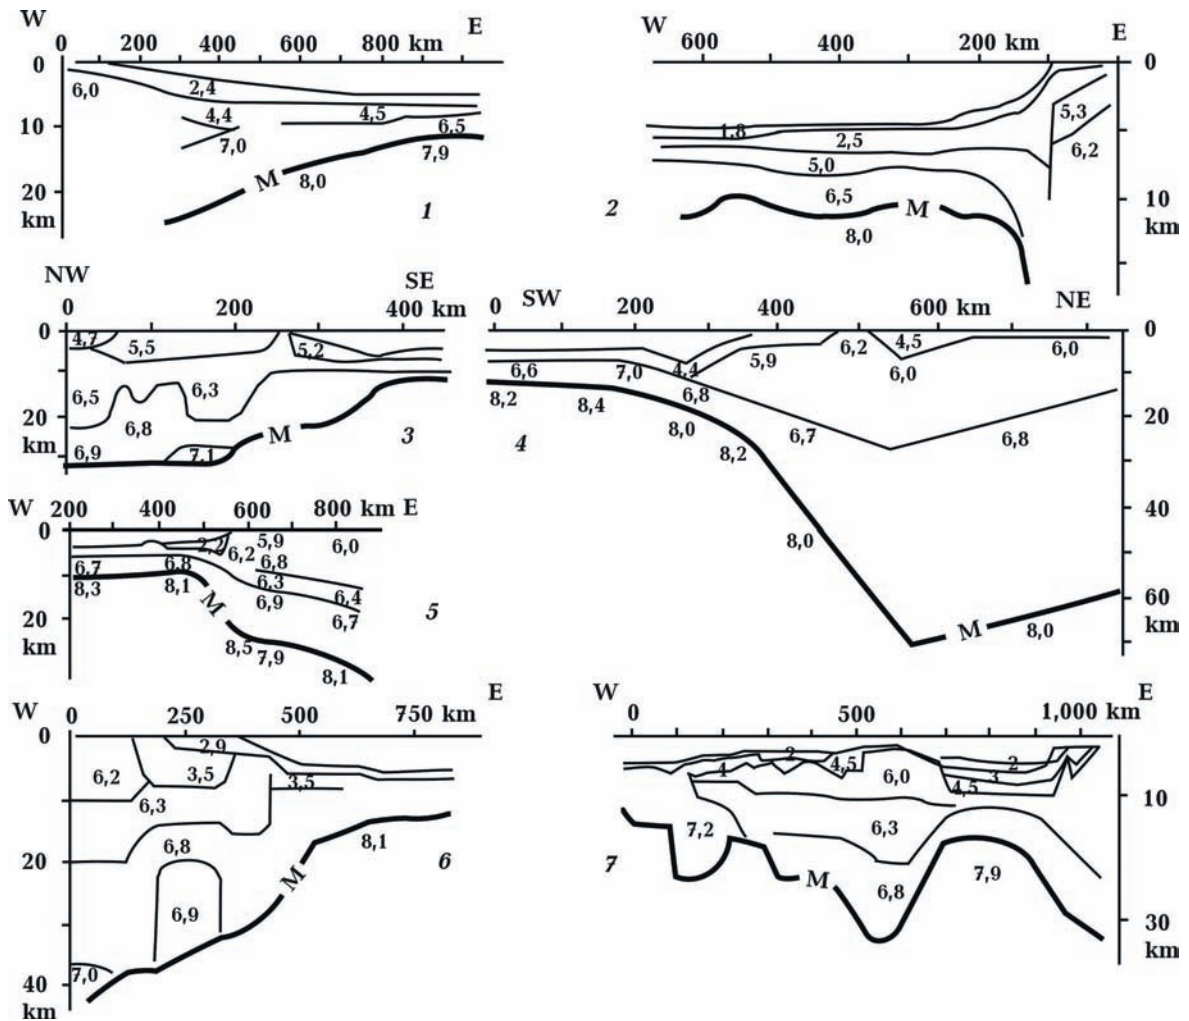 W
E
0 200 400 600 800 km
0
10
20
km
6,0
2,4
4,4
4,5
7,0
6,5
7,9
M
8,0
1
W
E
600 400 200 km
0
10
km
1,8
2,5
5,3
5,0
6,2
6,5
M
8,0
2
NW
SE
0 200 400 km
0
10
20
km
4,7
5,5
5,2
6,5
6,3
6,8
M
6,9
7,1
3
SW
NE
0 200 400 600 km
0
20
40
60
km
6,2
4,5
6,0
4,4
5,9
6,0
6,6
7,0
6,8
8,2
8,4
8,0
6,7
6,8
8,2
8,0
M
8,0
4
W
E
200 400 600 800 km
0
20
km
2,2
5,9
6,0
6,2
6,7
6,8
6,8
8,3
8,1
6,3
6,9
6,4
6,7
M
8,5
7,9
8,1
5
W
E
0 250 500 750 km
0
10
20
30
40
km
2,9
6,2
3,5
3,5
6,3
6,8
8,1
M
6,9
7,0
6
W
E
0 500 1,000 km
10
30
km
2
2
4
4,5
6,0
3
4,5
7,2
6,3
M
6,8
7,9
7